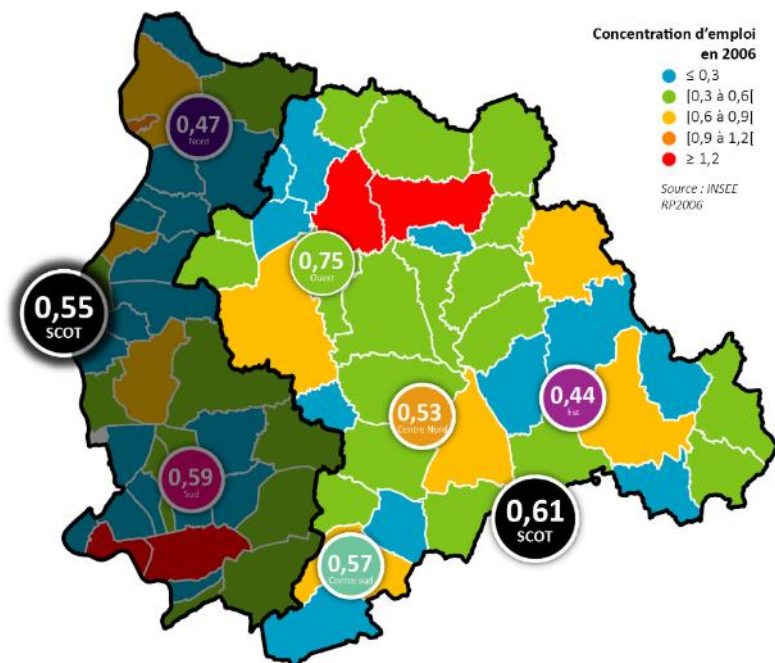 Concentration d'emploi
en 2006
≤ 0,3
[0,3 à 0,6[
[0,6 à 0,9[
[0,9 à 1,2[
≥ 1,2
Source : INSEE
RP2006
0,47
Nord
0,75
Ouest
0,55
SCOT
0,44
Est
0,53
Centre Nord
0,59
Sud
0,61
SCOT
0,57
Centre sud